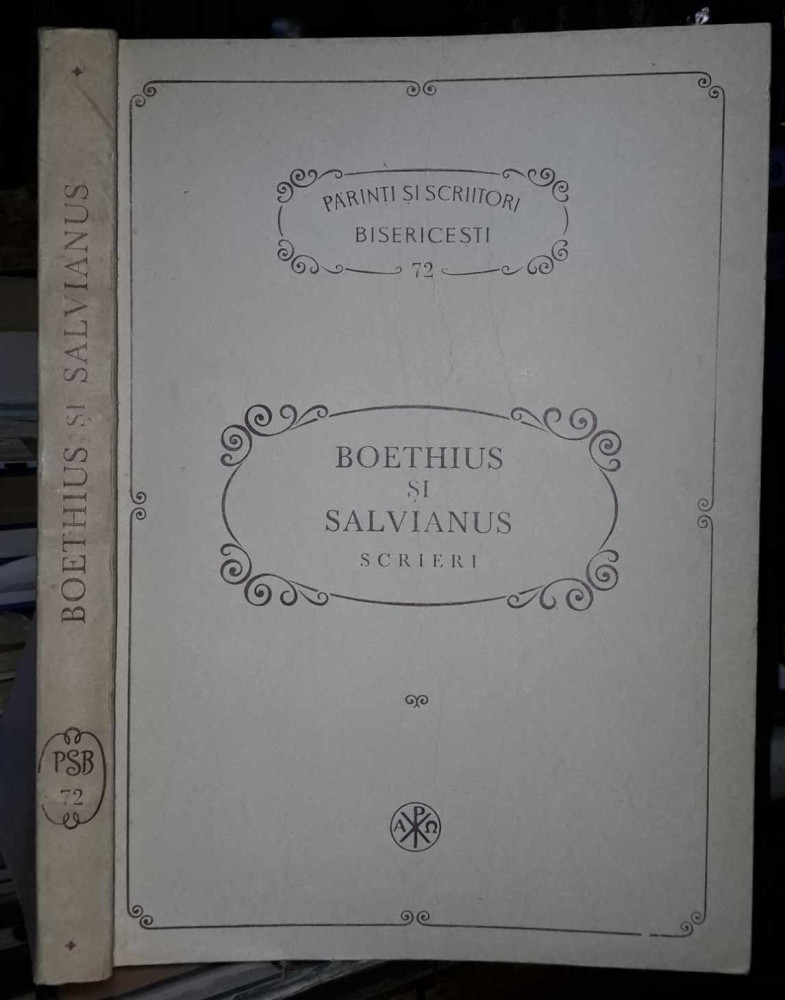 PĂRINȚI ȘI SCRIITORI
BISERICEȘTI
72
BOETHIUS
ȘI
SALVIANUS
SCRIERI
A P Ω
BOETHIUS ȘI SALVIANUS
PSB
72